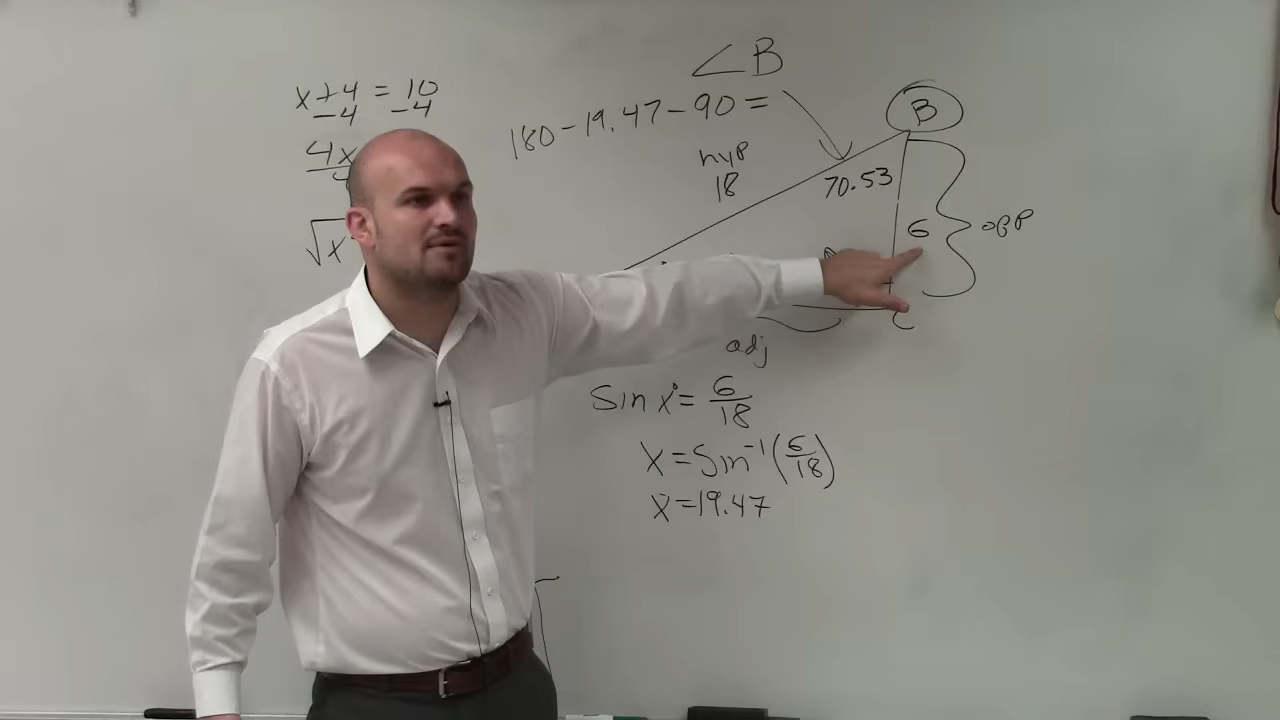 ∠B
x+4 = 10
-4 -4
4x
√x
180-19.47-90=
B
hyp
18
70.53
6
opp
adj
Sin x° = 6/18
x = Sin⁻¹(6/18)
x=19.47